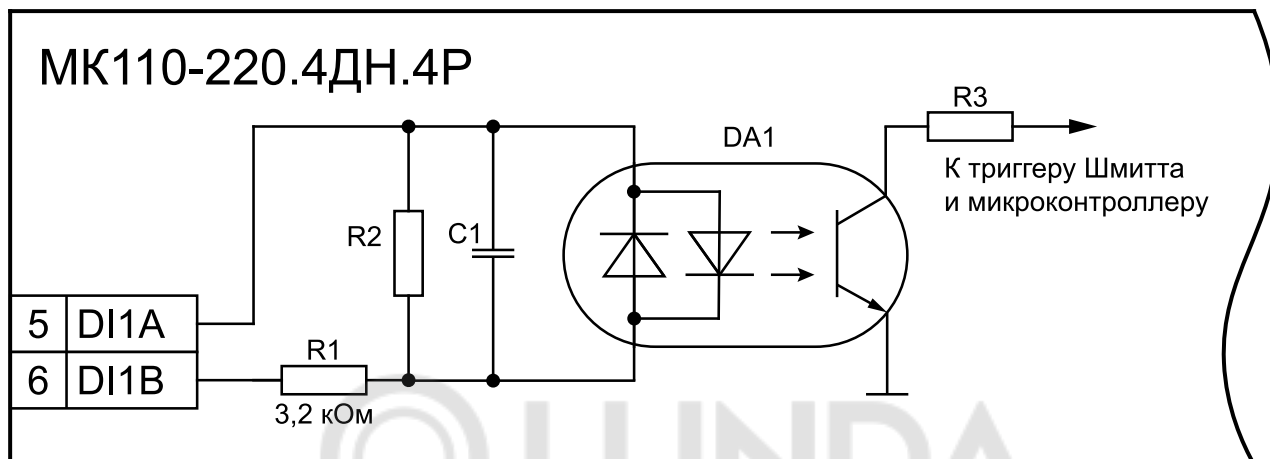 МК110-220.4ДН.4Р
R3
DA1
К триггеру Шмитта
и микроконтроллеру
R2
C1
5 DI1A
R1
6 DI1B
3,2 кОм
LUNDA